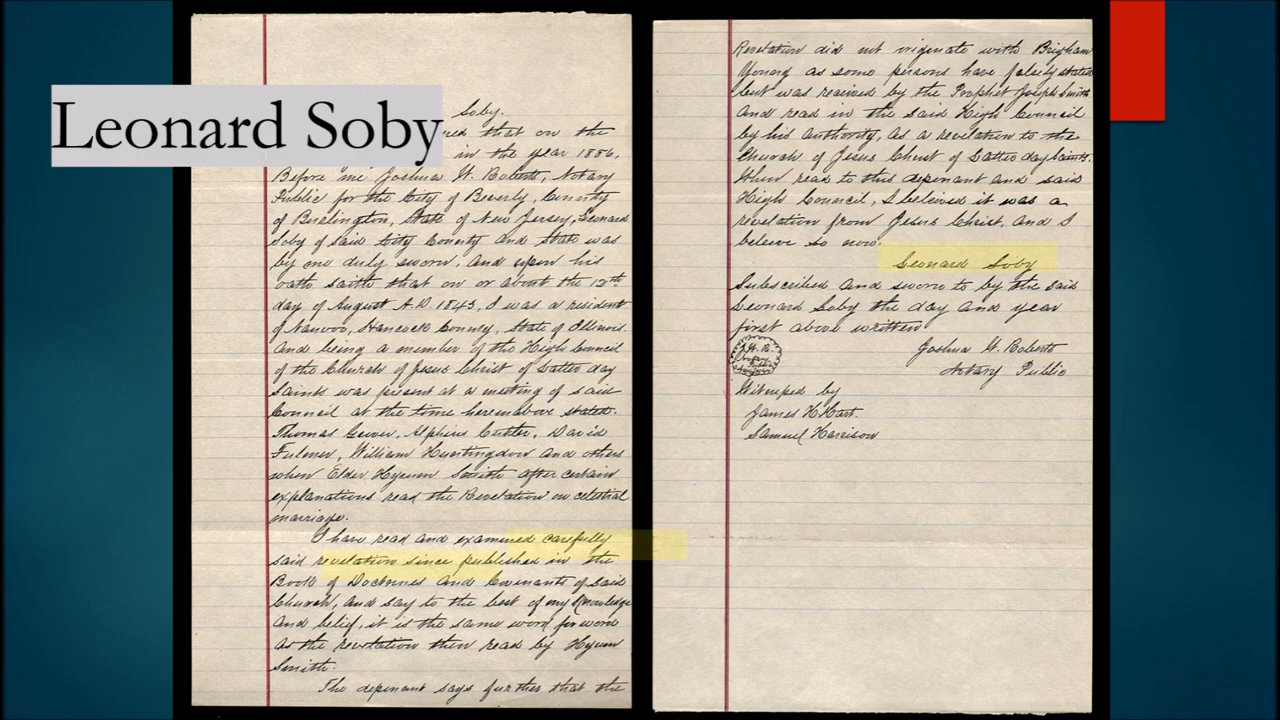 Leonard Soby
Soby.
that on the
in the year 1886,
Before me Joshua W. Roberts, Notary
Public for the City of Beverly, County
of Burlington, State of New Jersey, Leonard
Soby of said City County and State was
by me duly sworn, and upon his
oath saith that on or about the 12th
day of August A.D. 1843, I was a resident
of Nauvoo, Hancock County, State of Illinois
and being a member of the High Council
of the Church of Jesus Christ of Latter day
Saints was present at a meeting of said
Council at the time herein above stated.
Thomas Grover, Alpheus Cutler, David
Fulmer, William Huntingdon and others
when Elder Hyrum Smith after certain
explanations read the Revelation on celestial
marriage.
I have read and examined carefully
said revelation since published in the
Book of Doctrines and Covenants of said
Church, and say to the best of my knowledge
and belief, it is the same word for word
as the revelation then read by Hyrum
Smith.
The deponant says further that the
Revelation did not originate with Brigham
Young as some persons have falsely stated
but was received by the Prophet Joseph Smith
and read in the said High Council
by his authority, as a revelation to the
Church of Jesus Christ of Latter day Saints.
When read to this deponant and said
High Council, I believed it was a
revelation from Jesus Christ, and I
believe so now.
Leonard Soby
Subscribed and sworn to by the said
Leonard Soby the day and year
first above written
Joshua W. Roberts
Notary Public
J.W.B.
Witnessed by
James H. Hart.
Samuel Harrison